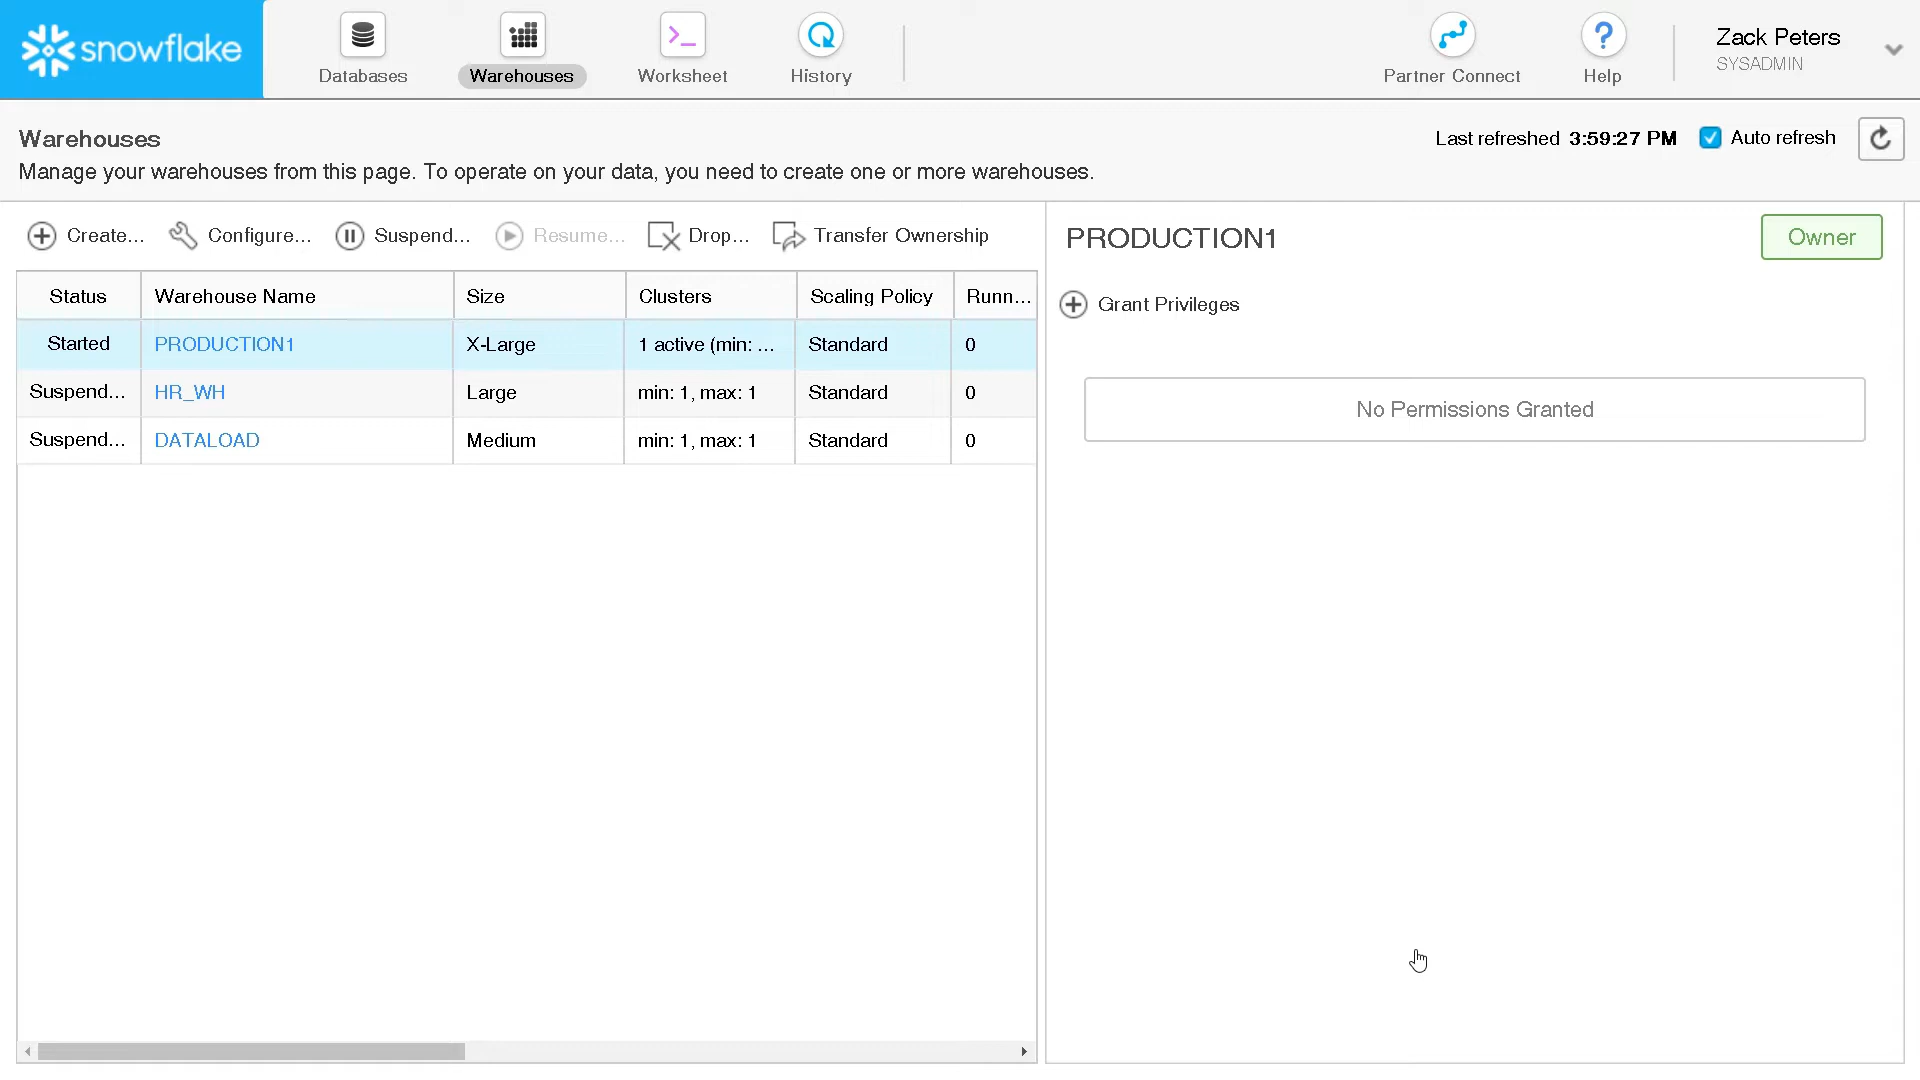 snowflake
Databases
Warehouses
Worksheet
History
Partner Connect
Help
Zack Peters
SYSADMIN
Warehouses
Manage your warehouses from this page. To operate on your data, you need to create one or more warehouses.
Last refreshed 3:59:27 PM
Auto refresh
Create...
Configure...
Suspend...
Resume...
Drop...
Transfer Ownership
Status Warehouse Name Size Clusters Scaling Policy Runn...
Started PRODUCTION1 X-Large 1 active (min: ... Standard 0
Suspend... HR_WH Large min: 1, max: 1 Standard 0
Suspend... DATALOAD Medium min: 1, max: 1 Standard 0
PRODUCTION1
Owner
Grant Privileges
No Permissions Granted